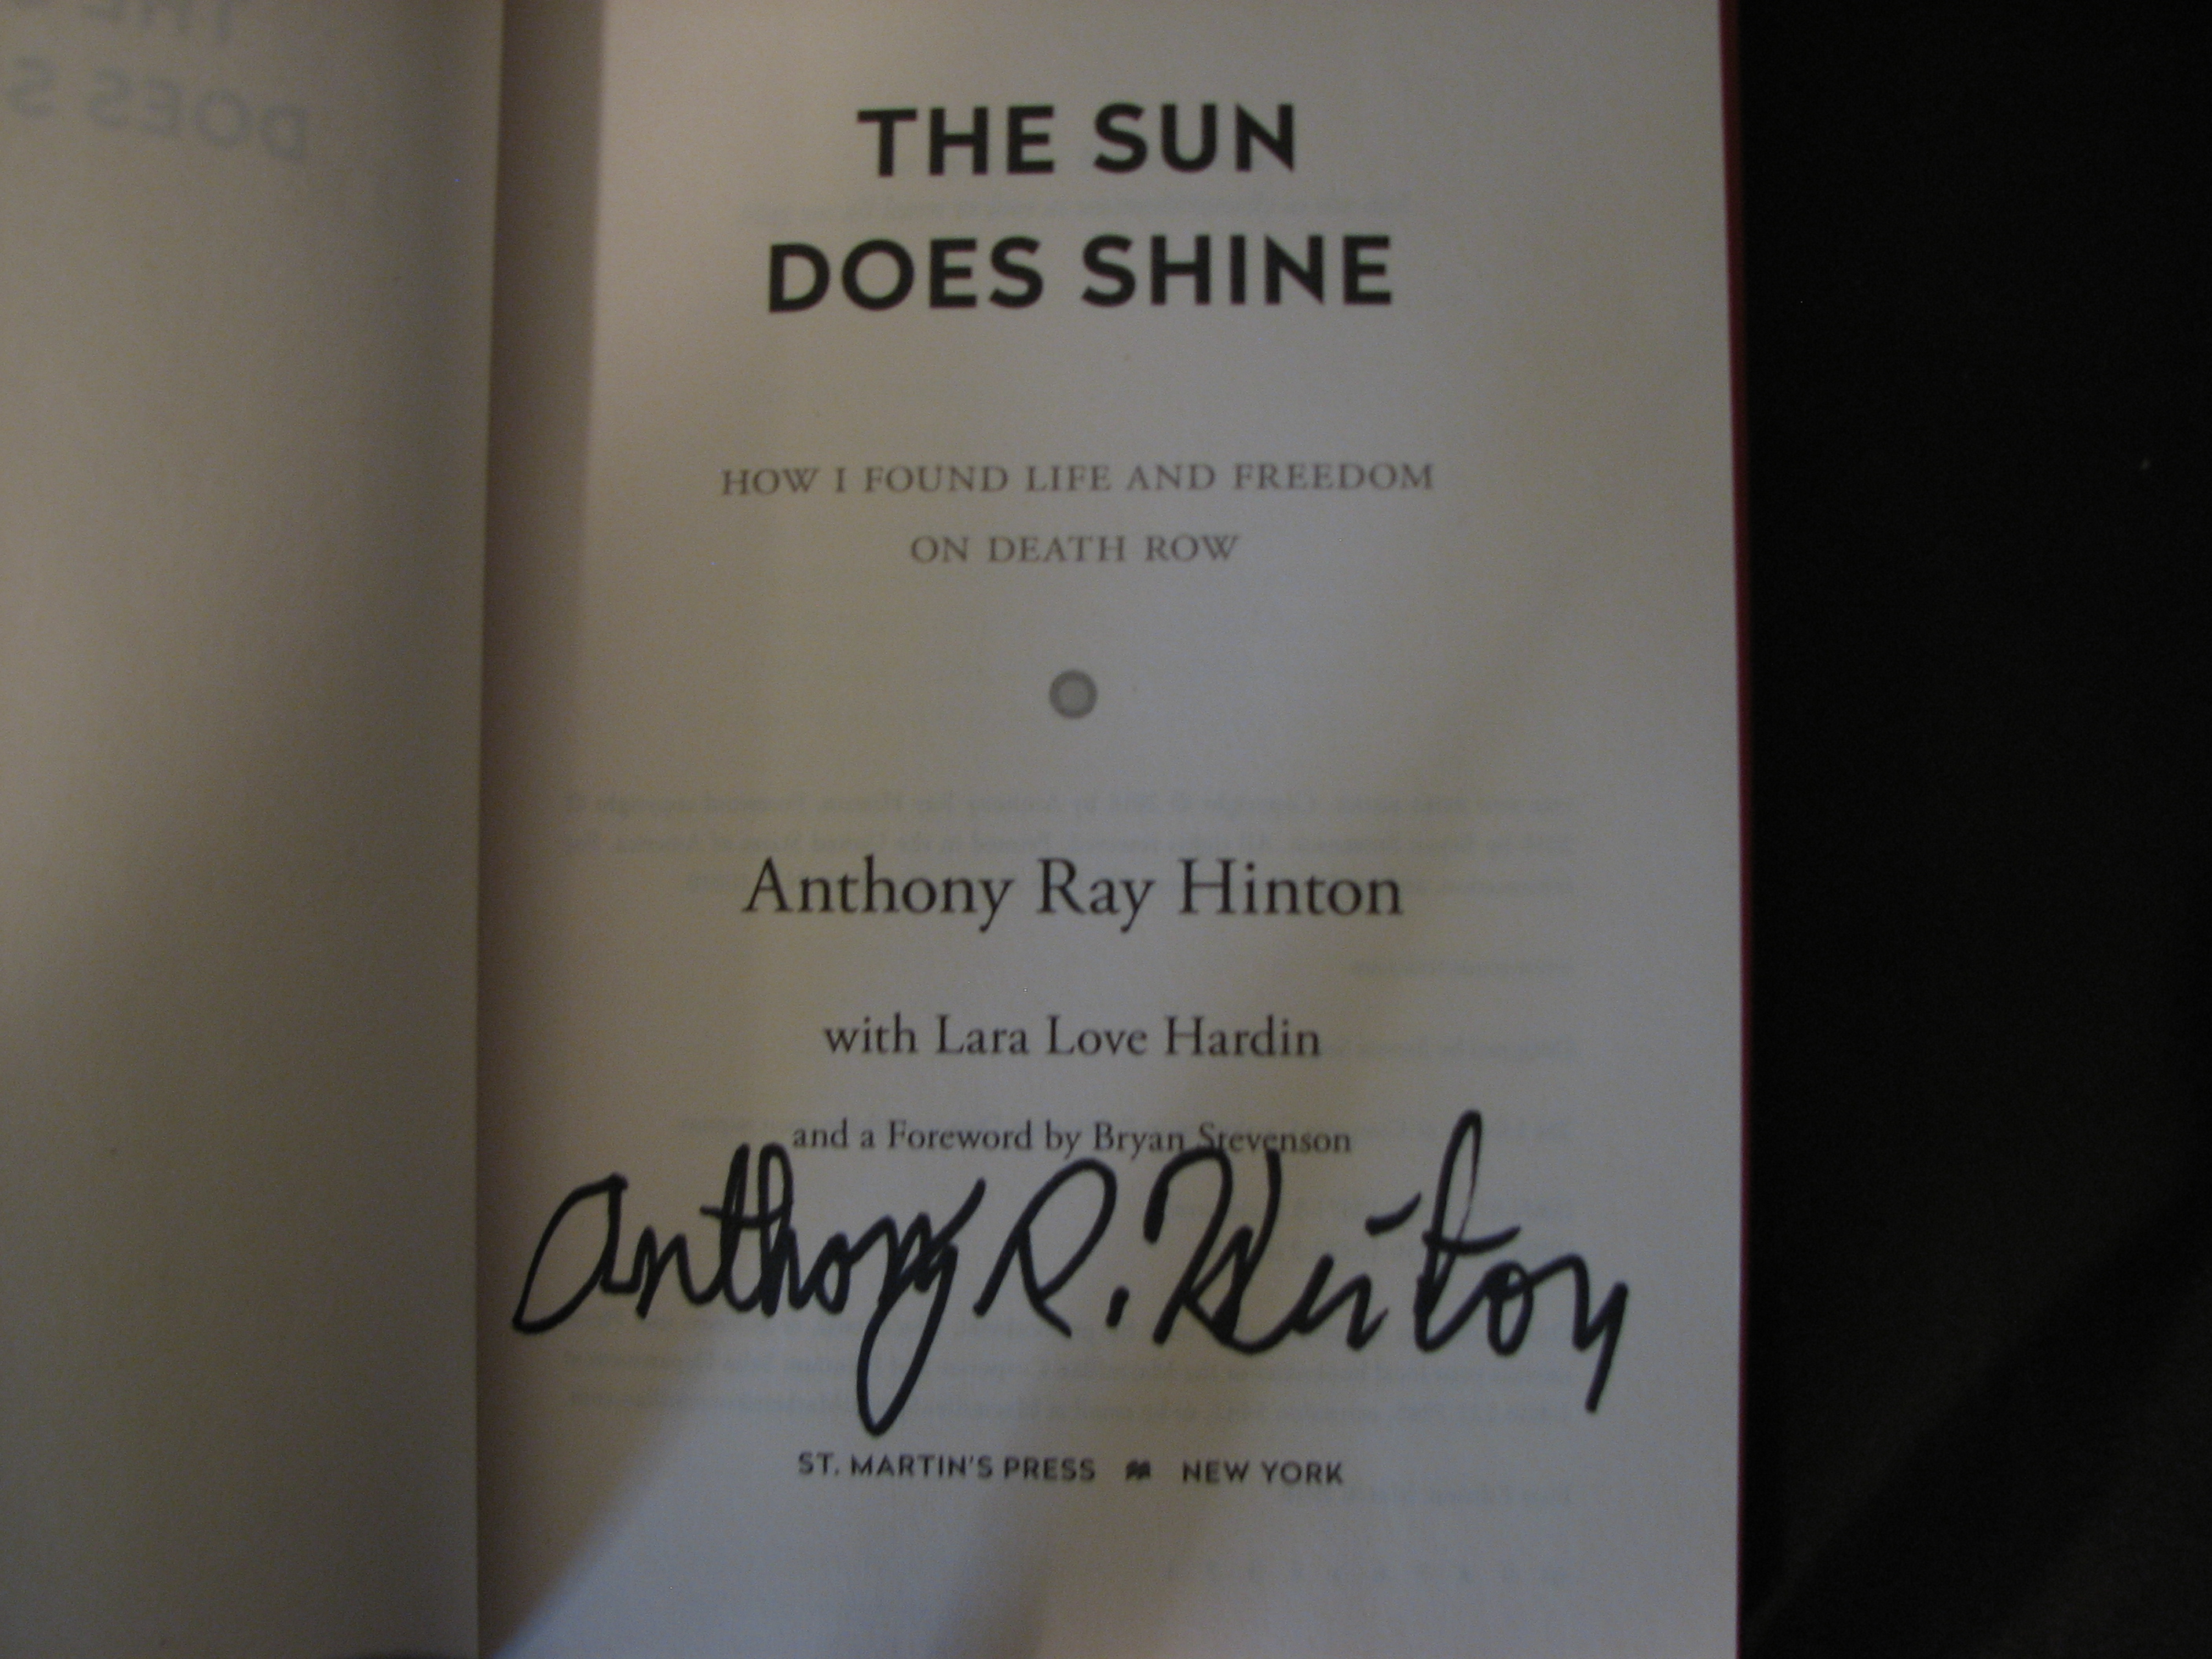 THE SUN
DOES SHINE
HOW I FOUND LIFE AND FREEDOM
ON DEATH ROW
Anthony Ray Hinton
with Lara Love Hardin
and a Foreword by Bryan Stevenson
Anthony R. Hinton
ST. MARTIN'S PRESS NEW YORK